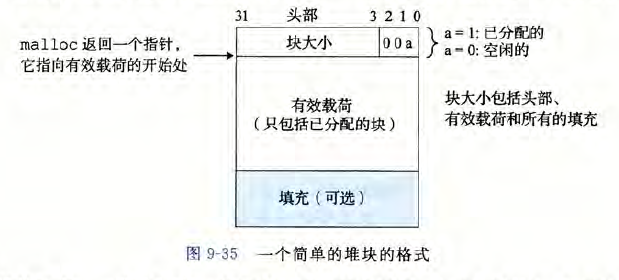 31 头部 3 2 1 0
malloc 返回一个指针，
它指向有效载荷的开始处
块大小 0 0 a
a = 1: 已分配的
a = 0: 空闲的
有效载荷
（只包括已分配的块）
块大小包括头部、
有效载荷和所有的填充
填充（可选）
图 9-35 一个简单的堆块的格式